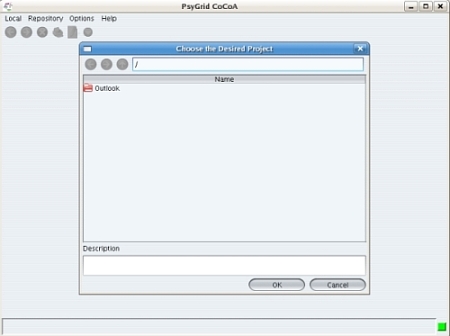 PsyGrid CoCoA
Local Repository Options Help
Choose the Desired Project
/
Name
Outlook
Description
OK Cancel